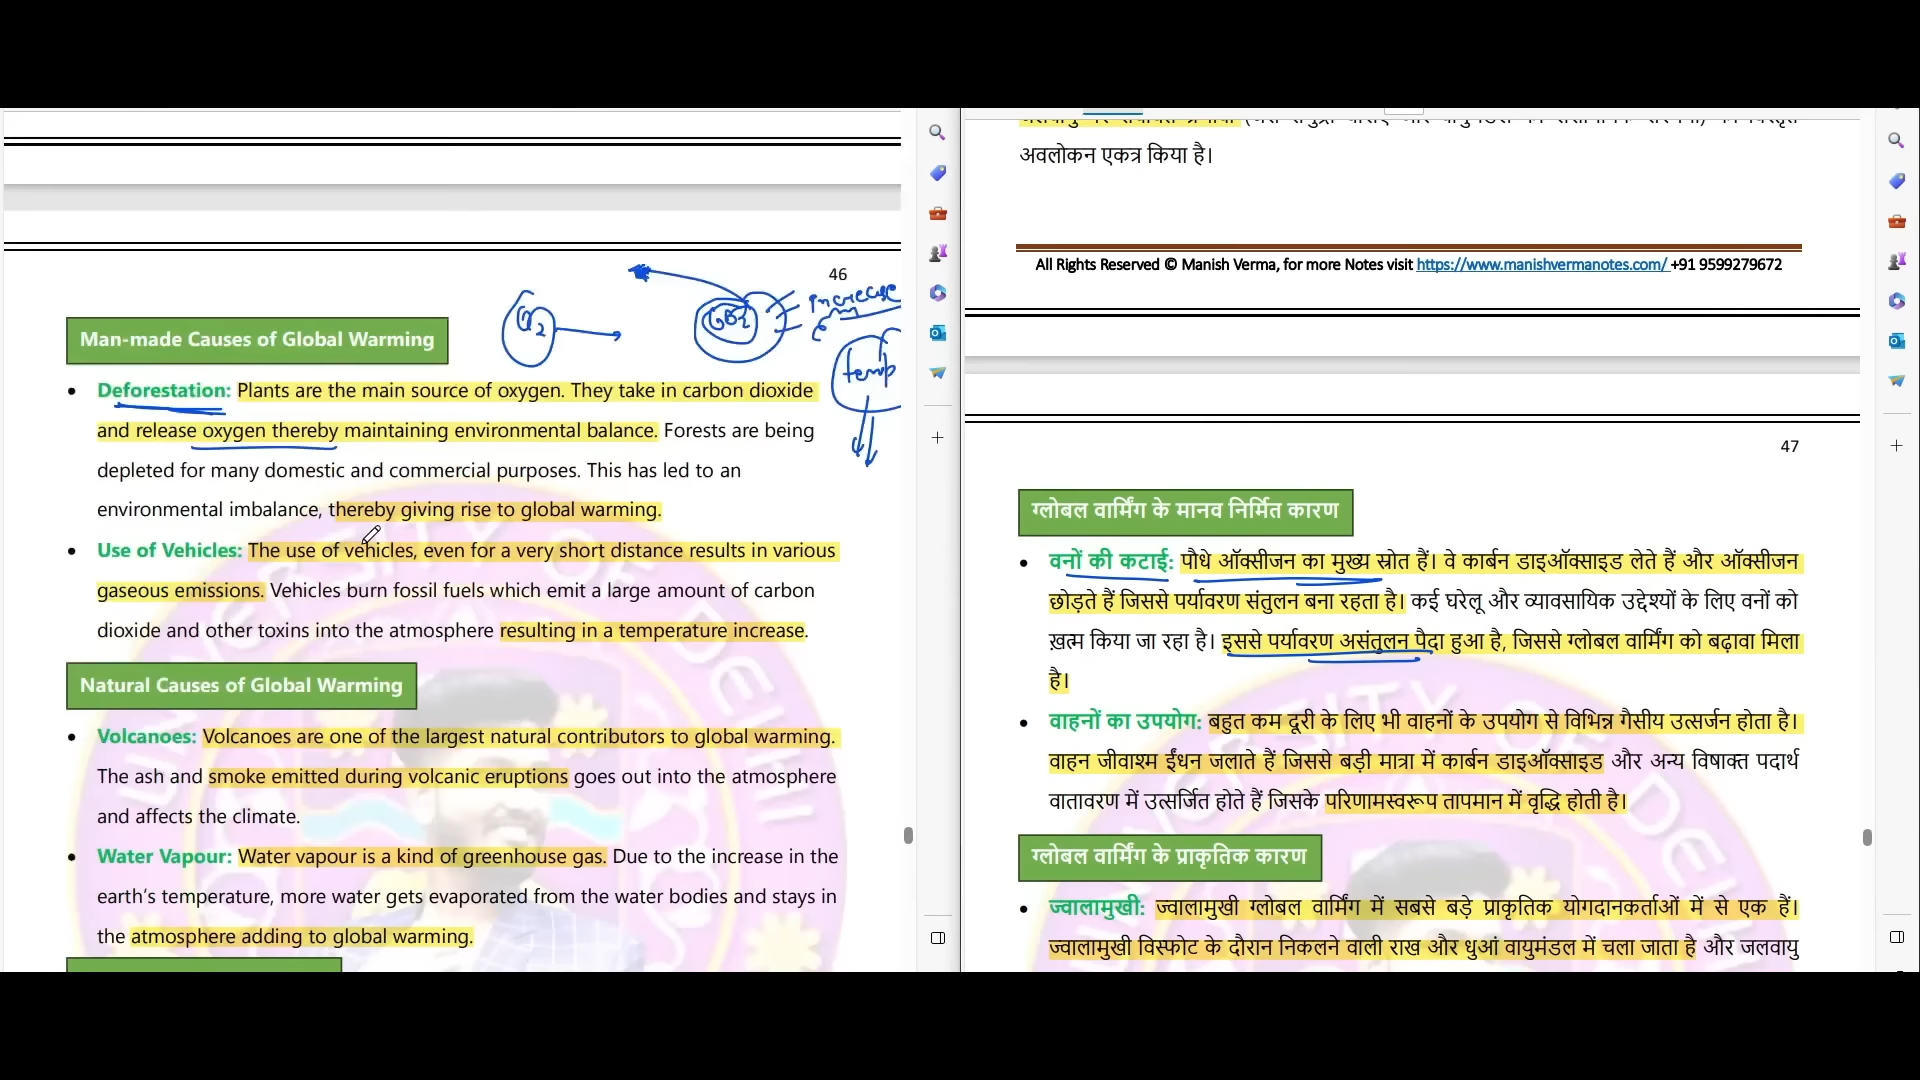 46
O2
CO2
increase
temp
Man-made Causes of Global Warming
• Deforestation: Plants are the main source of oxygen. They take in carbon dioxide
and release oxygen thereby maintaining environmental balance. Forests are being
depleted for many domestic and commercial purposes. This has led to an
environmental imbalance, thereby giving rise to global warming.
• Use of Vehicles: The use of vehicles, even for a very short distance results in various
gaseous emissions. Vehicles burn fossil fuels which emit a large amount of carbon
dioxide and other toxins into the atmosphere resulting in a temperature increase.
Natural Causes of Global Warming
• Volcanoes: Volcanoes are one of the largest natural contributors to global warming.
The ash and smoke emitted during volcanic eruptions goes out into the atmosphere
and affects the climate.
• Water Vapour: Water vapour is a kind of greenhouse gas. Due to the increase in the
earth's temperature, more water gets evaporated from the water bodies and stays in
the atmosphere adding to global warming.
UNIVERSITY OF DELHI
अवलोकन एकत्र किया है।
All Rights Reserved © Manish Verma, for more Notes visit https://www.manishvermanotes.com/ +91 9599279672
47
ग्लोबल वार्मिंग के मानव निर्मित कारण
• वनों की कटाई: पौधे ऑक्सीजन का मुख्य स्रोत हैं। वे कार्बन डाइऑक्साइड लेते हैं और ऑक्सीजन
छोड़ते हैं जिससे पर्यावरण संतुलन बना रहता है। कई घरेलू और व्यावसायिक उद्देश्यों के लिए वनों को
ख़त्म किया जा रहा है। इससे पर्यावरण असंतुलन पैदा हुआ है, जिससे ग्लोबल वार्मिंग को बढ़ावा मिला
है।
• वाहनों का उपयोग: बहुत कम दूरी के लिए भी वाहनों के उपयोग से विभिन्न गैसीय उत्सर्जन होता है।
वाहन जीवाश्म ईंधन जलाते हैं जिससे बड़ी मात्रा में कार्बन डाइऑक्साइड और अन्य विषाक्त पदार्थ
वातावरण में उत्सर्जित होते हैं जिसके परिणामस्वरूप तापमान में वृद्धि होती है।
ग्लोबल वार्मिंग के प्राकृतिक कारण
• ज्वालामुखी: ज्वालामुखी ग्लोबल वार्मिंग में सबसे बड़े प्राकृतिक योगदानकर्ताओं में से एक हैं।
ज्वालामुखी विस्फोट के दौरान निकलने वाली राख और धुआं वायुमंडल में चला जाता है और जलवायु